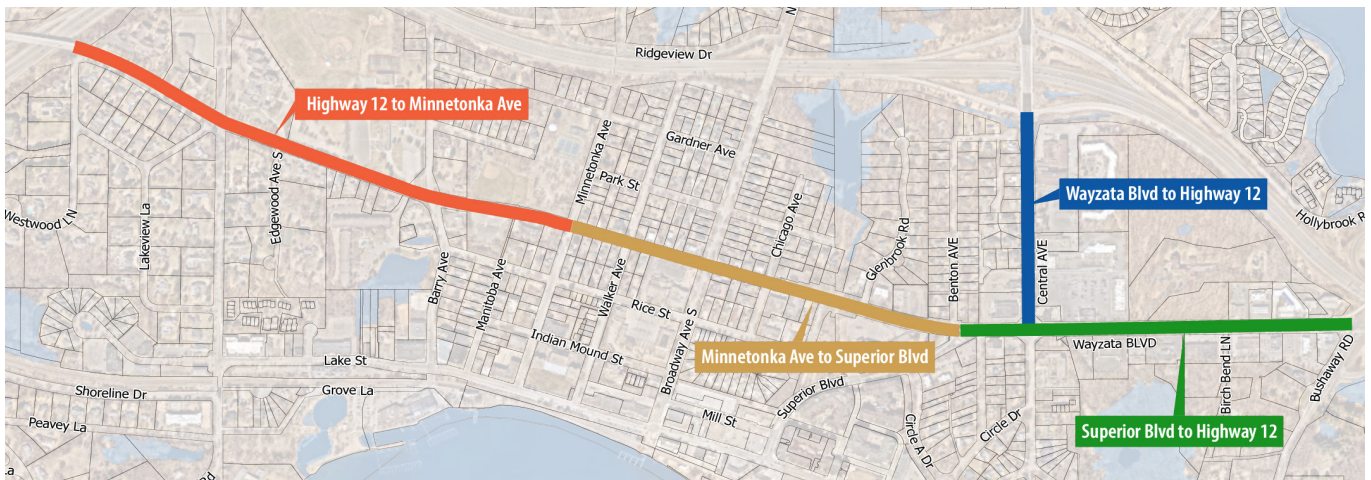 N
Ridgeview Dr
Highway 12 to Minnetonka Ave
Minnetonka Ave
Gardner Ave
Park St
Edgewood Ave S
Wayzata Blvd to Highway 12
Chicago Ave
Hollybrook R
Westwood LN
Lakeview La
Glenbrook Rd
Benton AVE
Central AVE
Barry Ave
Manitoba Ave
Walker Ave
Rice St
Indian Mound St
Broadway Ave S
Minnetonka Ave to Superior Blvd
Wayzata BLVD
Birch Bend LN
Bushaway RD
Lake St
Shoreline Dr
Grove La
Superior Blvd
Peavey La
Mill St
Circle A Dr
Circle Dr
Superior Blvd to Highway 12
La
Rd